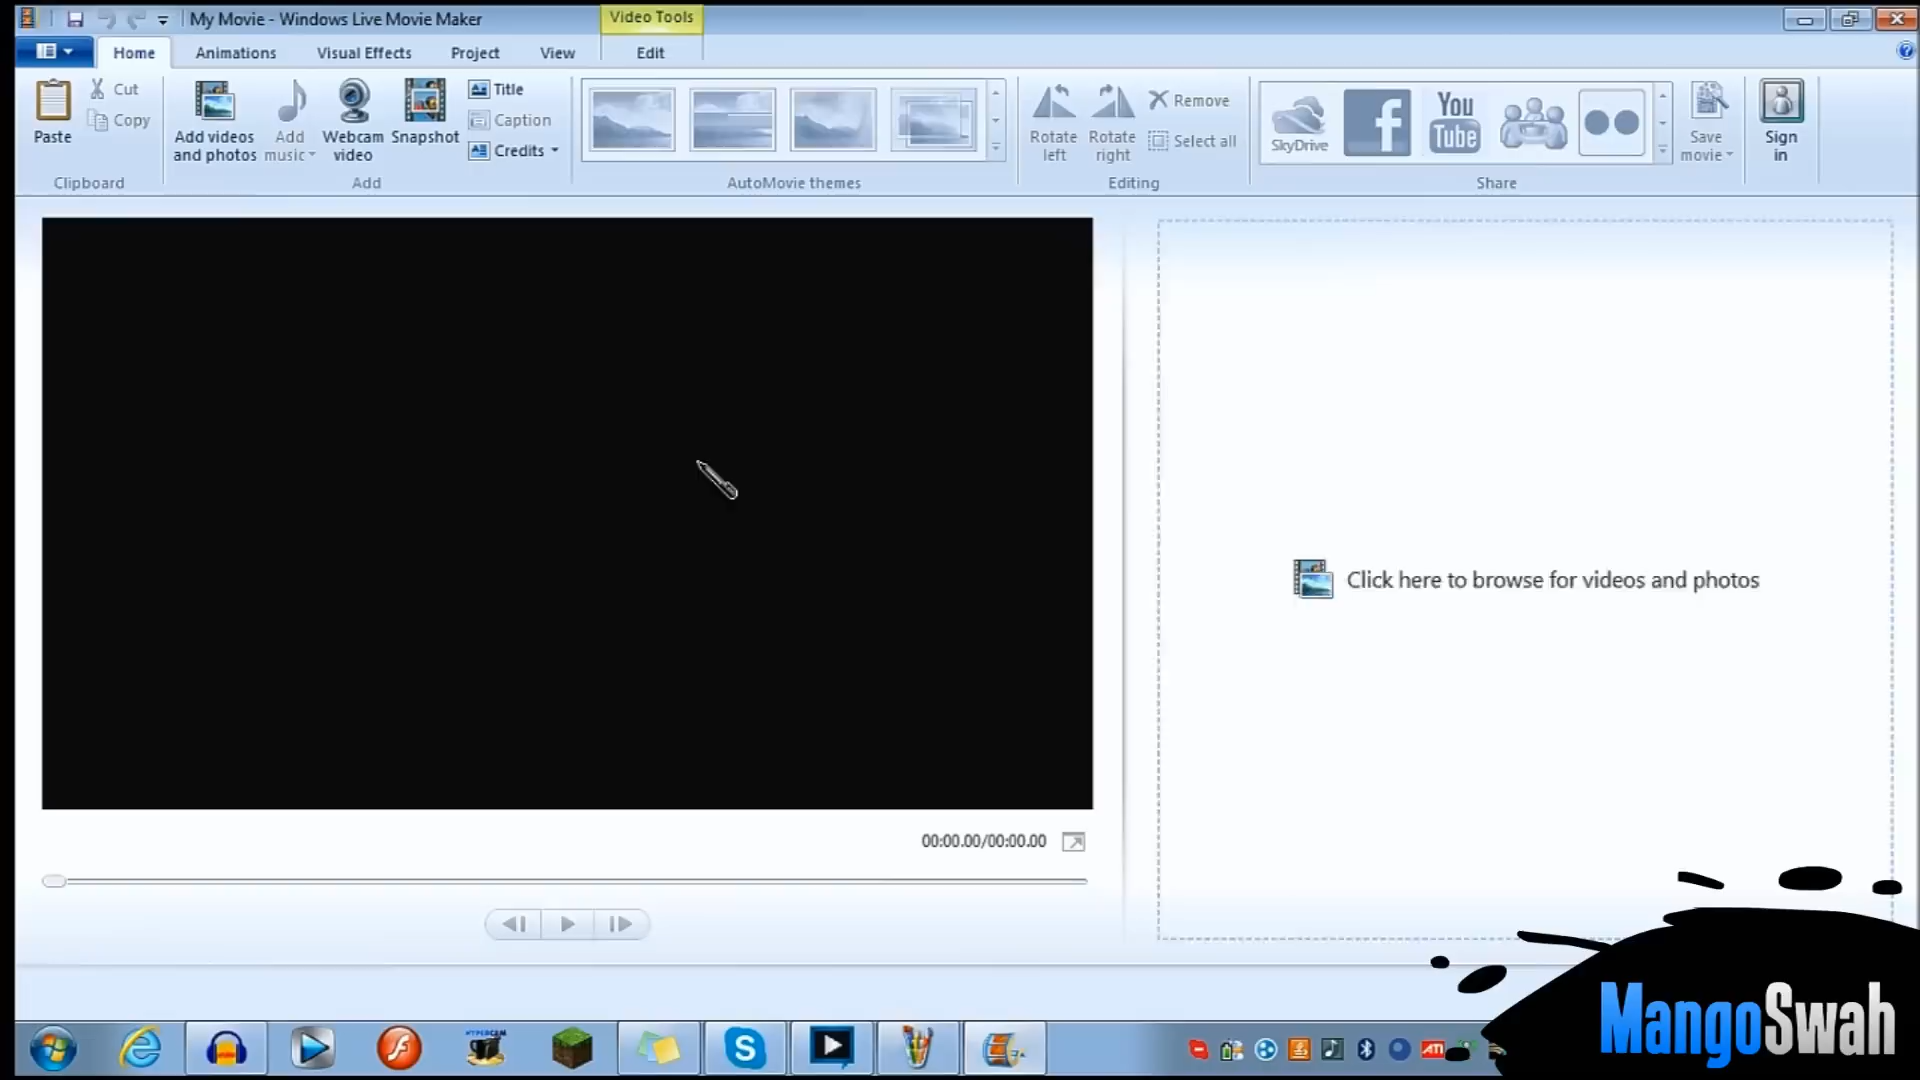 My Movie - Windows Live Movie Maker
Video Tools
Home
Animations
Visual Effects
Project
View
Edit
Paste
Cut
Copy
Clipboard
Add videos
and photos
Add
music
Webcam
video
Snapshot
Title
Caption
Credits
Add
AutoMovie themes
Rotate
left
Rotate
right
Remove
Select all
Editing
SkyDrive
f
You
Tube
Share
Save
movie
Sign
in
Click here to browse for videos and photos
00:00.00/00:00.00
HYPERCAM
S
ATI
MangoSwah